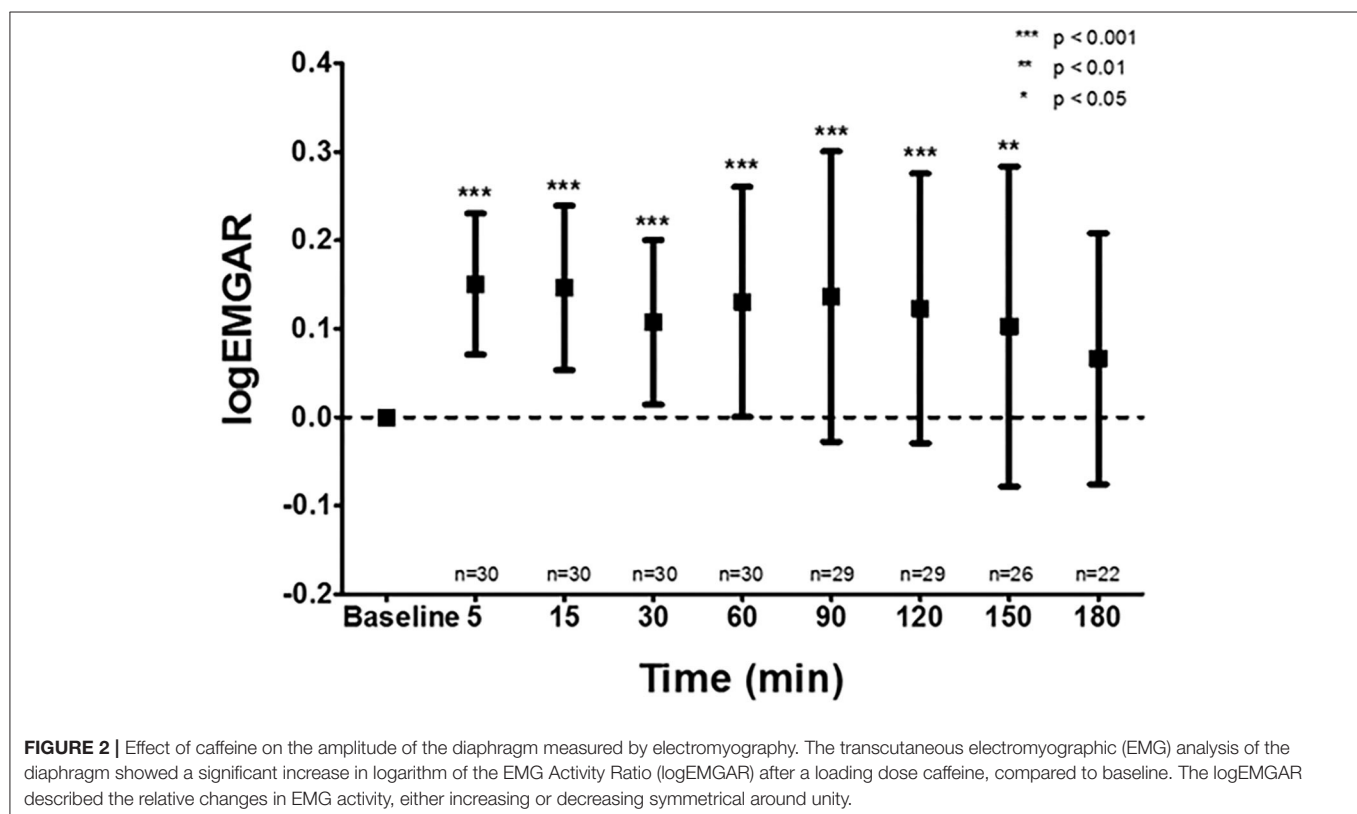 *** p < 0.001
** p < 0.01
* p < 0.05
0.4
0.3
0.2
0.1
0.0
-0.1
-0.2
logEMGAR
*** *** *** *** *** *** **
n=30 n=30 n=30 n=30 n=29 n=29 n=26 n=22
Baseline 5 15 30 60 90 120 150 180
Time (min)
FIGURE 2 | Effect of caffeine on the amplitude of the diaphragm measured by electromyography. The transcutaneous electromyographic (EMG) analysis of the
diaphragm showed a significant increase in logarithm of the EMG Activity Ratio (logEMGAR) after a loading dose caffeine, compared to baseline. The logEMGAR
described the relative changes in EMG activity, either increasing or decreasing symmetrical around unity.